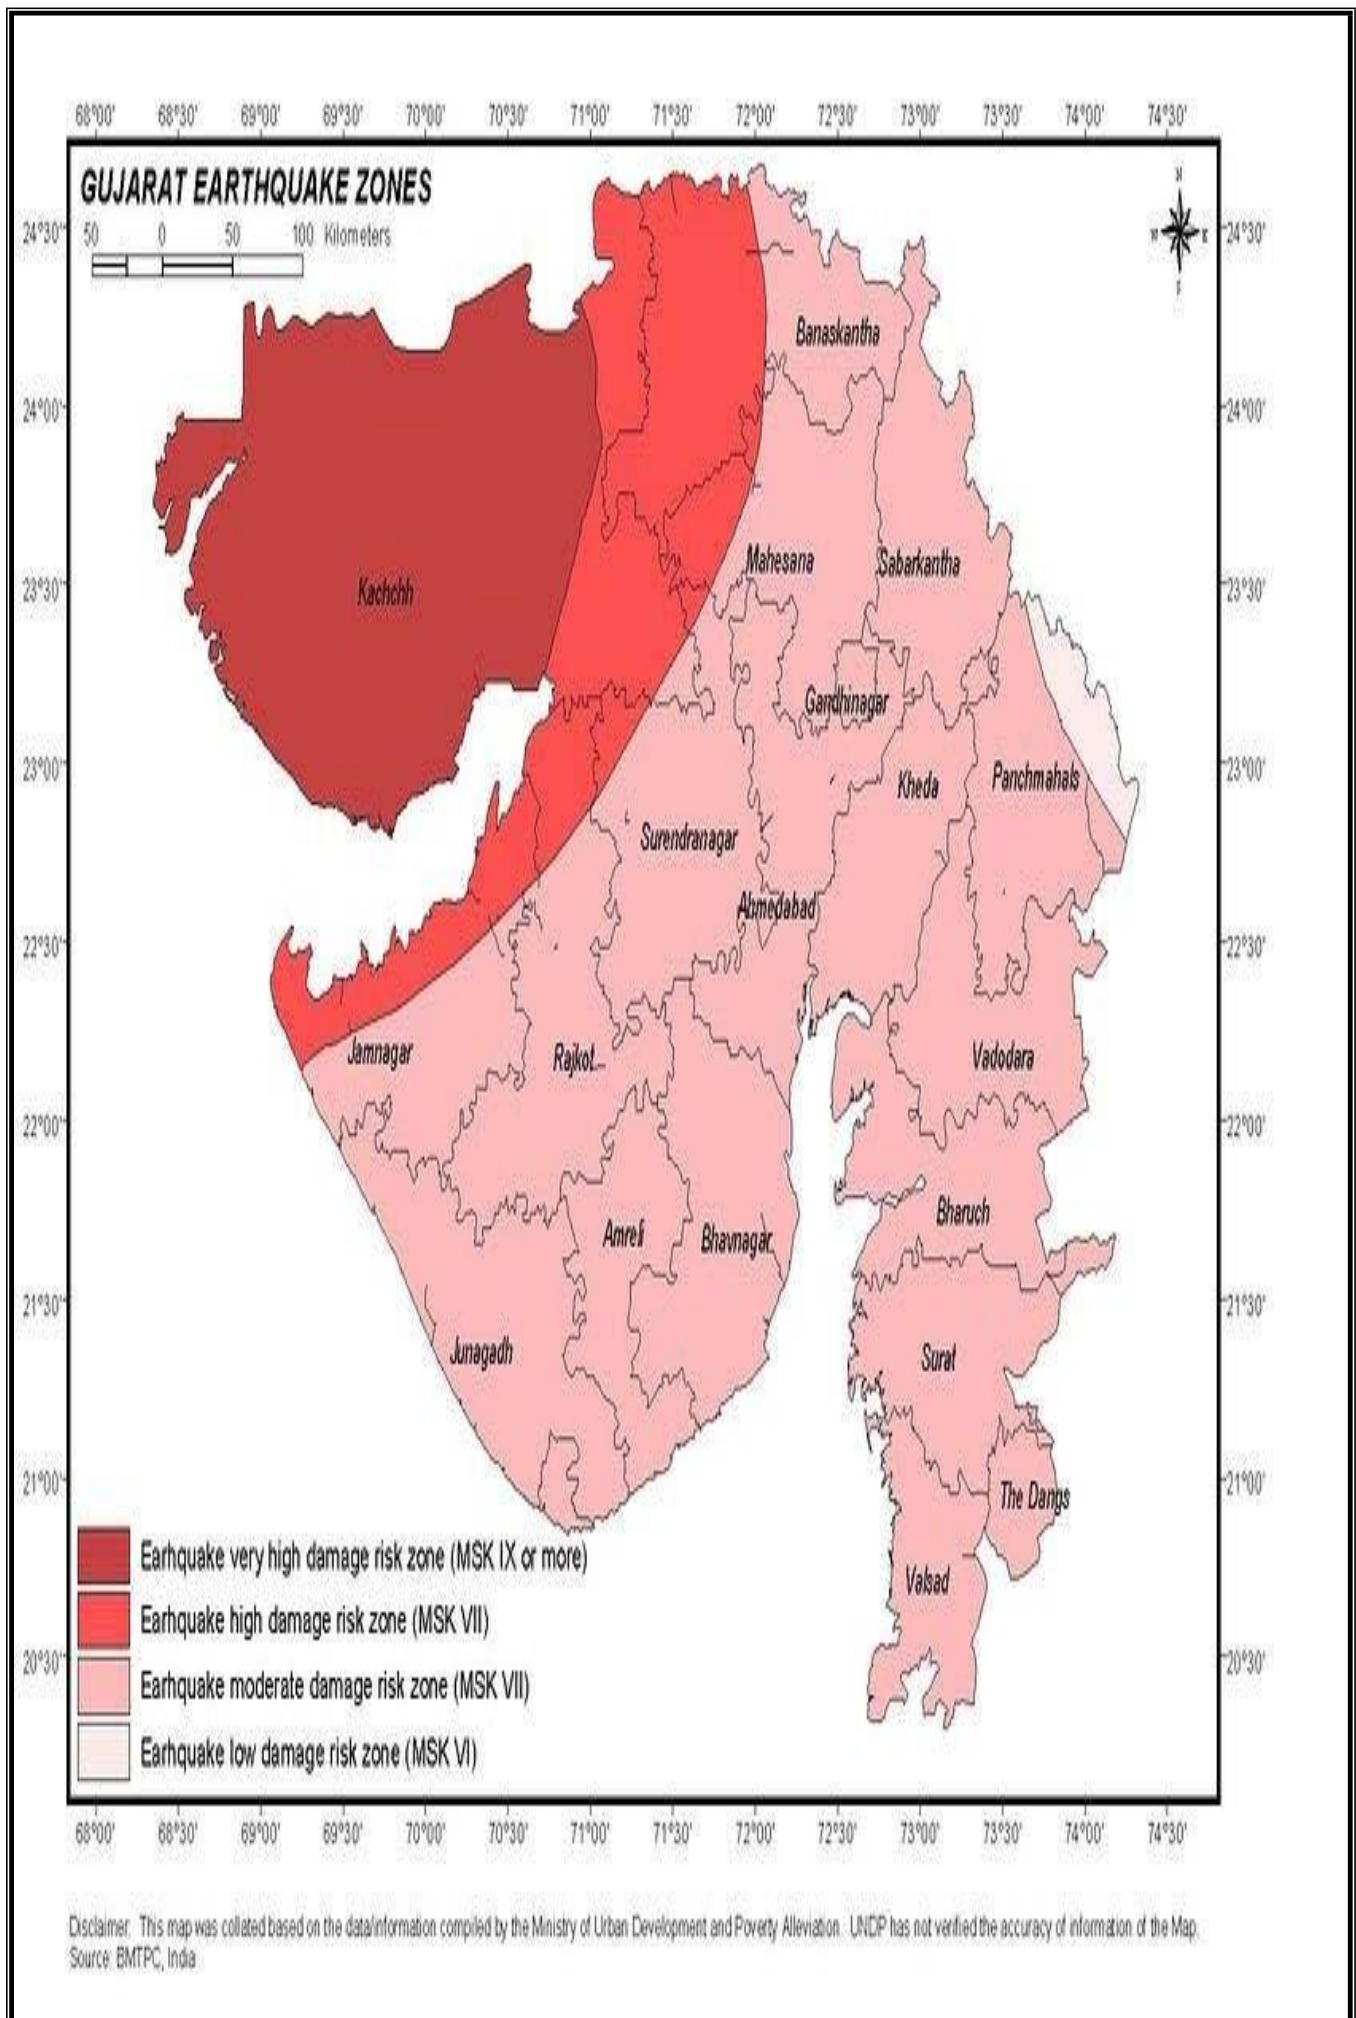 68°00' 68°30' 69°00' 69°30' 70°00' 70°30' 71°00' 71°30' 72°00' 72°30' 73°00' 73°30' 74°00' 74°30'
GUJARAT EARTHQUAKE ZONES
50 0 50 100 Kilometers
N
24°30' 24°30'
Banaskantha
24°00' 24°00'
Mahesana Sabarkantha
23°30' 23°30'
Kachchh
Gandhinagar
23°00' Kheda Panchmahals 23°00'
Surendranagar
Ahmedabad
22°30' 22°30'
Jamnagar Rajkot Vadodara
22°00' 22°00'
Amreli Bhavnagar Bharuch
21°30' 21°30'
Junagadh Surat
21°00' The Dangs 21°00'
Earhquake very high damage risk zone (MSK IX or more)
Valsad
Earhquake high damage risk zone (MSK VII)
20°30' 20°30'
Earhquake moderate damage risk zone (MSK VII)
Earhquake low damage risk zone (MSK VI)
68°00' 68°30' 69°00' 69°30' 70°00' 70°30' 71°00' 71°30' 72°00' 72°30' 73°00' 73°30' 74°00' 74°30'
Disclaimer: This map was collated based on the data/information compiled by the Ministry of Urban Development and Poverty Alleviation. UNDP has not verified the accuracy of information of the Map.
Source: BMTPC, India